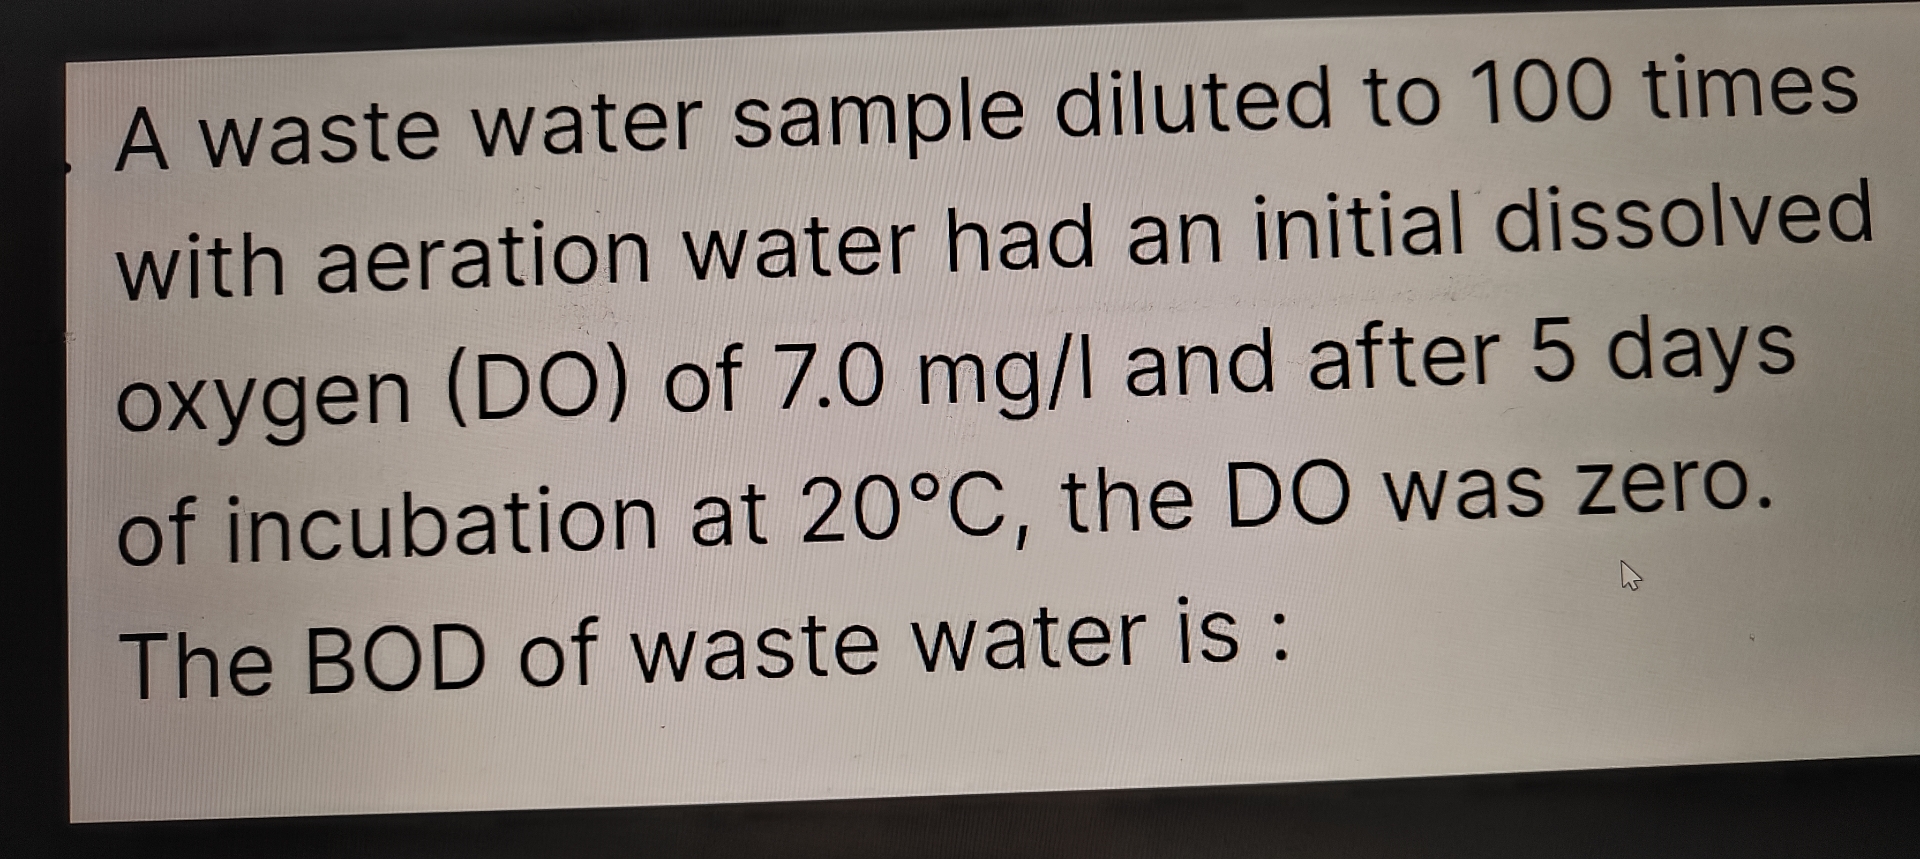 A waste water sample diluted to 100 times
with aeration water had an initial dissolved
oxygen (DO) of 7.0 mg/l and after 5 days
of incubation at 20°C, the DO was zero.
The BOD of waste water is :